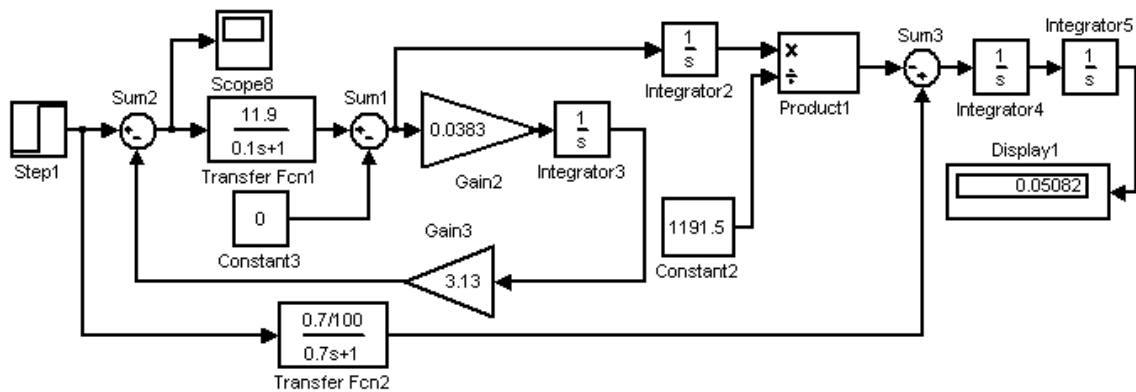 Step1
Sum2
+
-
Scope8
11.9
0.1s+1
Transfer Fcn1
Sum1
+
-
0
Constant3
0.0383
Gain2
1
s
Integrator3
Gain3
3.13
0.7/100
0.7s+1
Transfer Fcn2
1
s
Integrator2
1191.5
Constant2
×
÷
Product1
Sum3
-
+
1
s
Integrator4
Integrator5
1
s
Display1
0.05082